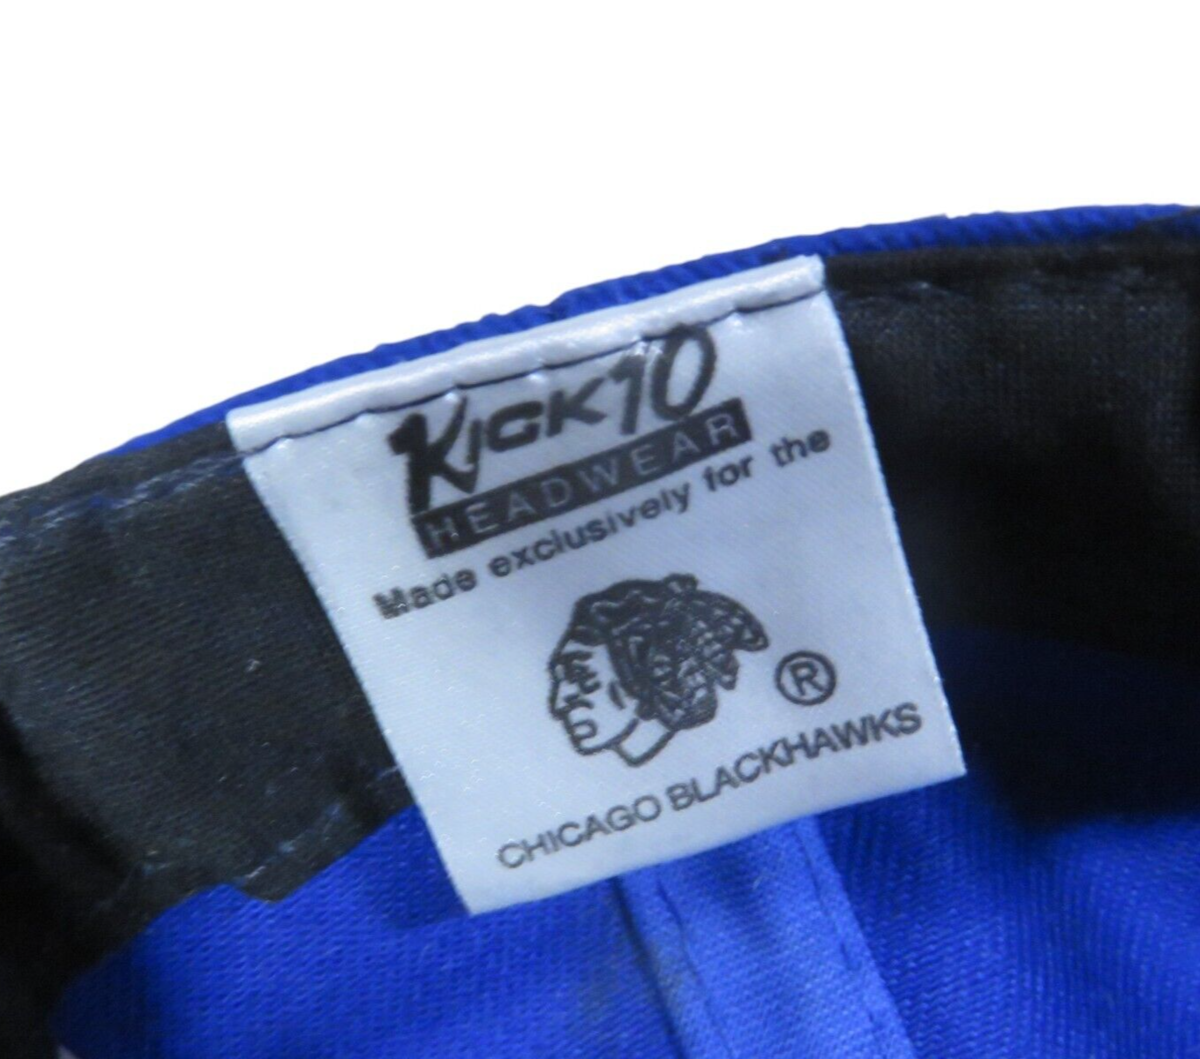 KICK10
HEADWEAR
Made exclusively for the
®
CHICAGO BLACKHAWKS